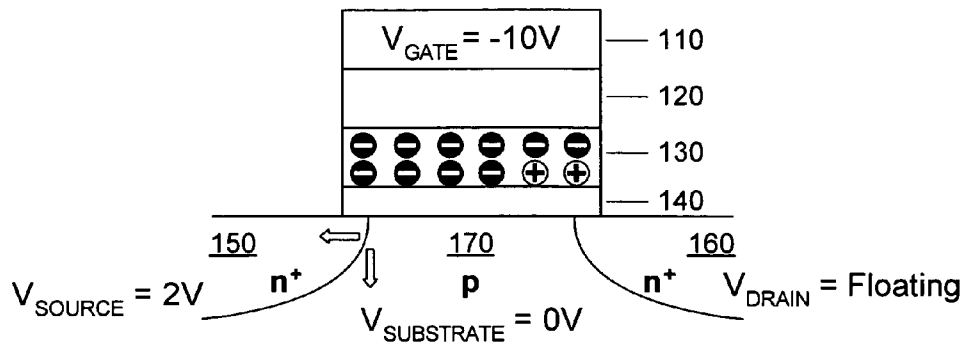 V_GATE = -10V
110
120
130
140
150 170 160
n+ p n+
V_SOURCE = 2V
V_DRAIN = Floating
V_SUBSTRATE = 0V